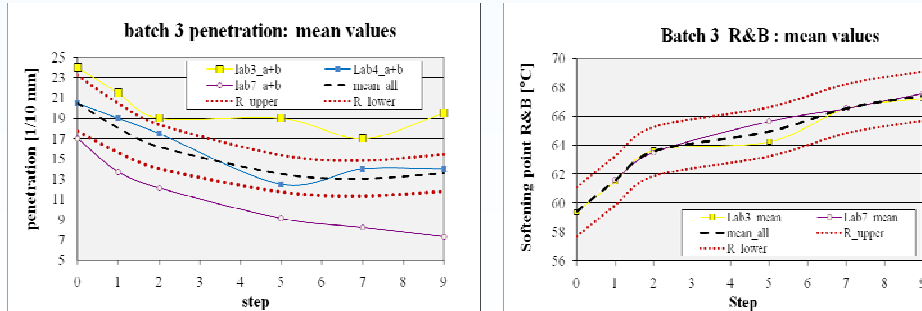 batch 3 penetration: mean values
penetration [1/10 mm]
25
23
21
19
17
15
13
11
9
7
5
lab3_a+b
Lab4_a+b
lab7_a+b
mean_all
R_upper
R_lower
0 1 2 3 4 5 6 7 8 9
step
Batch 3 R&B : mean values
Softening point R&B [°C]
70
68
66
64
62
60
58
56
Lab3_mean
Lab7_mean
mean_all
R_upper
R_lower
0 1 2 3 4 5 6 7 8 9
Step